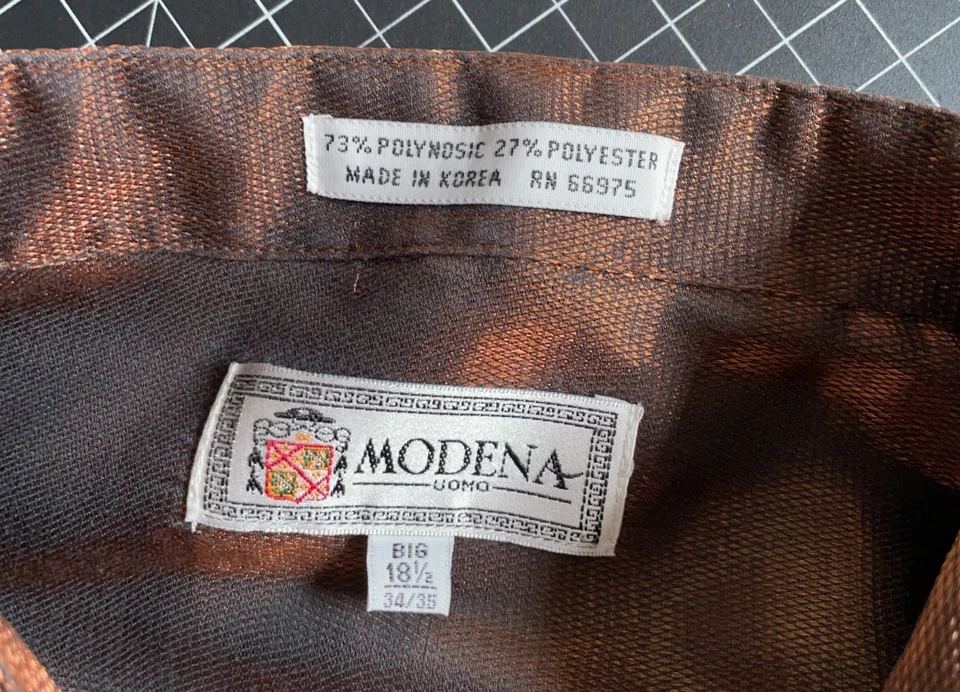 73% POLYNOSIC 27% POLYESTER
MADE IN KOREA RN 66975
MODENA
UOMO
BIG
18½
34/35